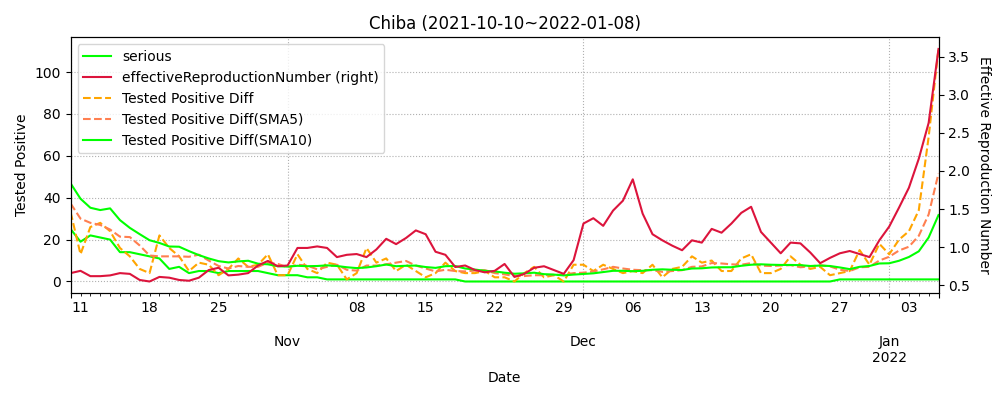 Chiba (2021-10-10~2022-01-08)
serious
effectiveReproductionNumber (right)
Tested Positive Diff
Tested Positive Diff(SMA5)
Tested Positive Diff(SMA10)
Tested Positive
100
80
60
40
20
0
3.5
3.0
2.5
2.0
1.5
1.0
0.5
Effective Reproduction Number
11 18 25 08 15 22 29 06 13 20 27 03
Nov Dec Jan
2022
Date